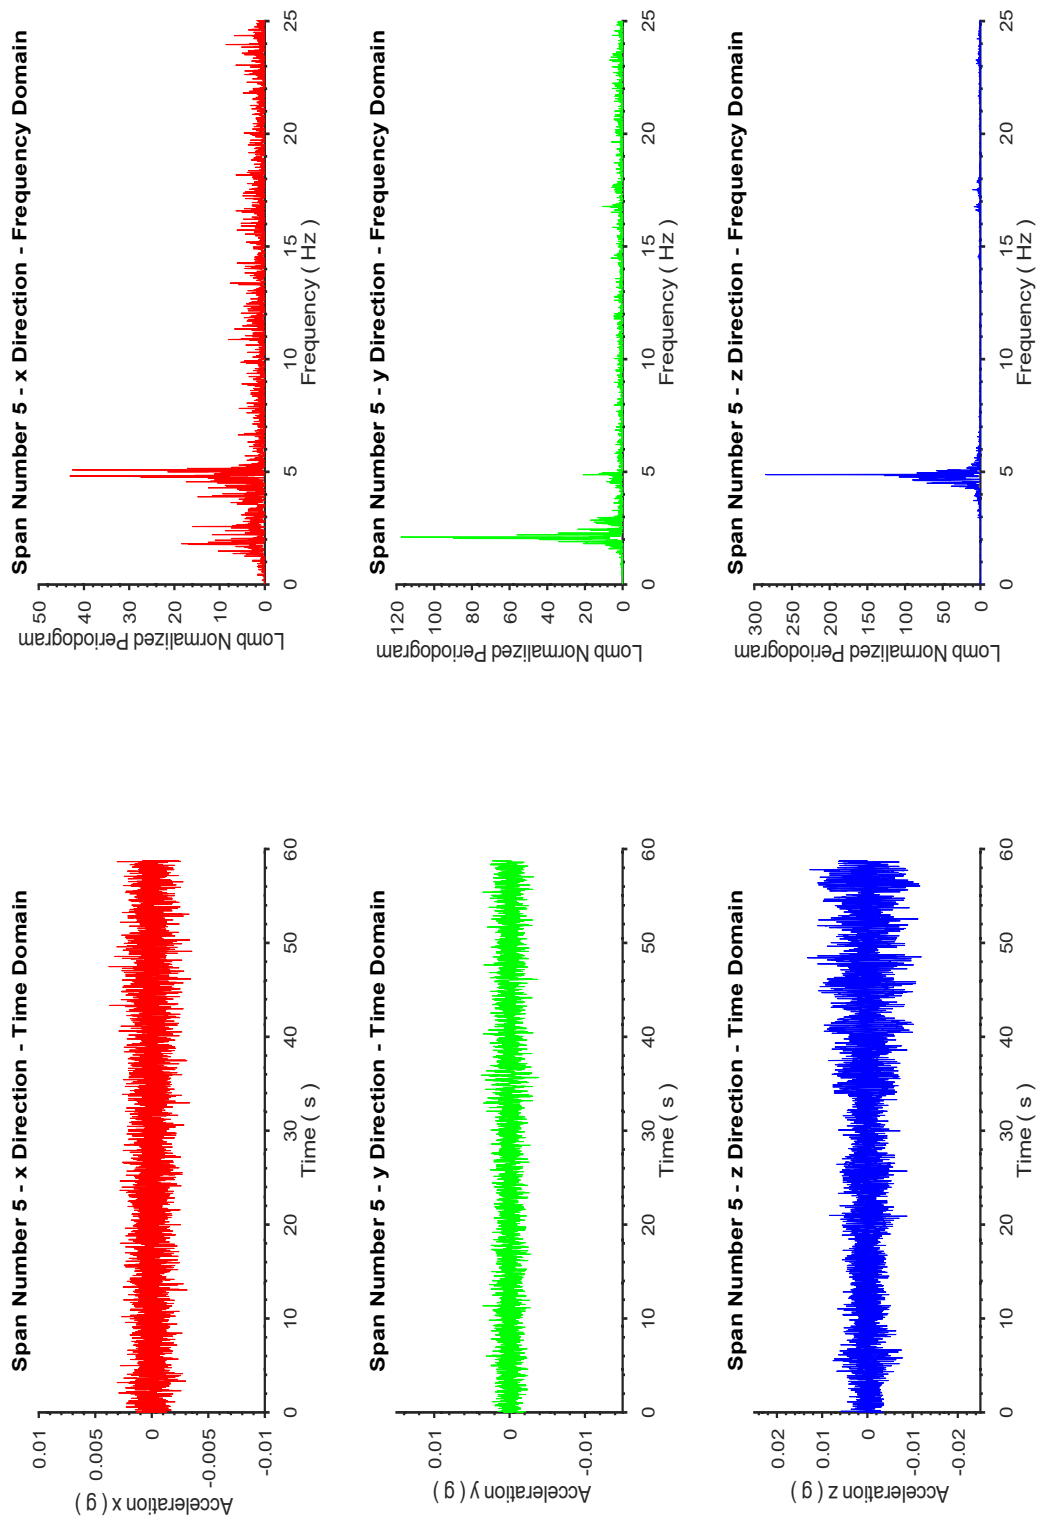 Span Number 5 - x Direction - Time Domain
Acceleration x ( g )
0.01
0.005
0
-0.005
-0.01
0 10 20 30 40 50 60
Time ( s )
Span Number 5 - x Direction - Frequency Domain
Lomb Normalized Periodogram
50
40
30
20
10
0
0 5 10 15 20 25
Frequency ( Hz )
Span Number 5 - y Direction - Time Domain
Acceleration y ( g )
0.01
0
-0.01
0 10 20 30 40 50 60
Time ( s )
Span Number 5 - y Direction - Frequency Domain
Lomb Normalized Periodogram
120
100
80
60
40
20
0
0 5 10 15 20 25
Frequency ( Hz )
Span Number 5 - z Direction - Time Domain
Acceleration z ( g )
0.02
0.01
0
-0.01
-0.02
0 10 20 30 40 50 60
Time ( s )
Span Number 5 - z Direction - Frequency Domain
Lomb Normalized Periodogram
300
250
200
150
100
50
0
0 5 10 15 20 25
Frequency ( Hz )